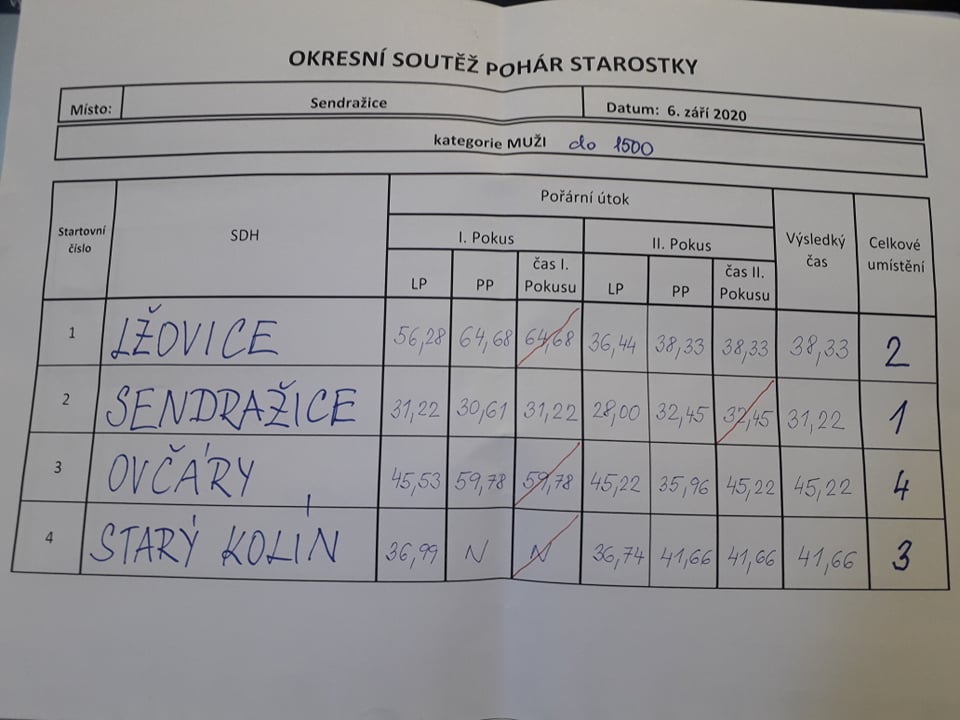 OKRESNÍ SOUTĚŽ POHÁR STAROSTKY
Místo: Sendražice Datum: 6. září 2020
kategorie MUŽI do 1500
Startovní číslo SDH Pořární útok Výsledký čas Celkové umístění
I. Pokus II. Pokus
LP PP čas I. Pokusu LP PP čas II. Pokusu
1 LŽOVICE 56,28 64,68 64,68 36,44 38,33 38,33 38,33 2
2 SENDRAŽICE 31,22 30,61 31,22 28,00 32,45 32,45 31,22 1
3 OVČÁRY 45,53 59,78 59,78 45,22 35,96 45,22 45,22 4
4 STARÝ KOLÍN 36,99 N N 36,74 41,66 41,66 41,66 3